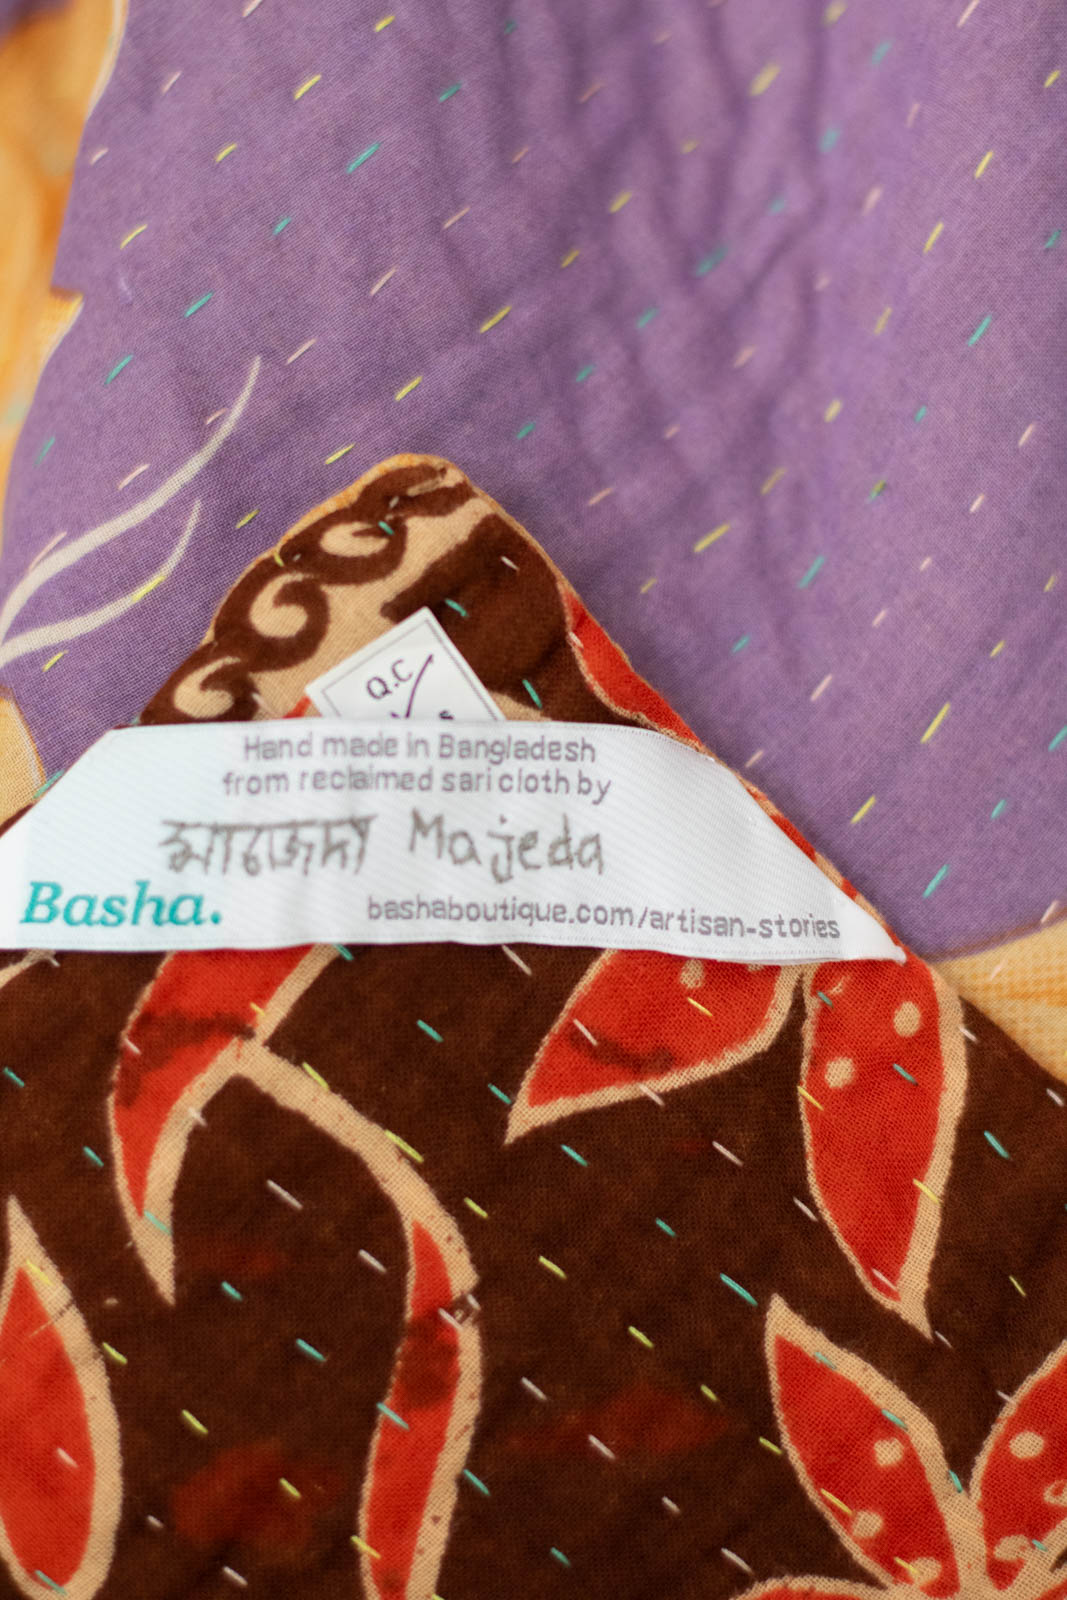 Q.C
Hand made in Bangladesh
from reclaimed sari cloth by
মাজেদা Majeda
Basha.
bashaboutique.com/artisan-stories